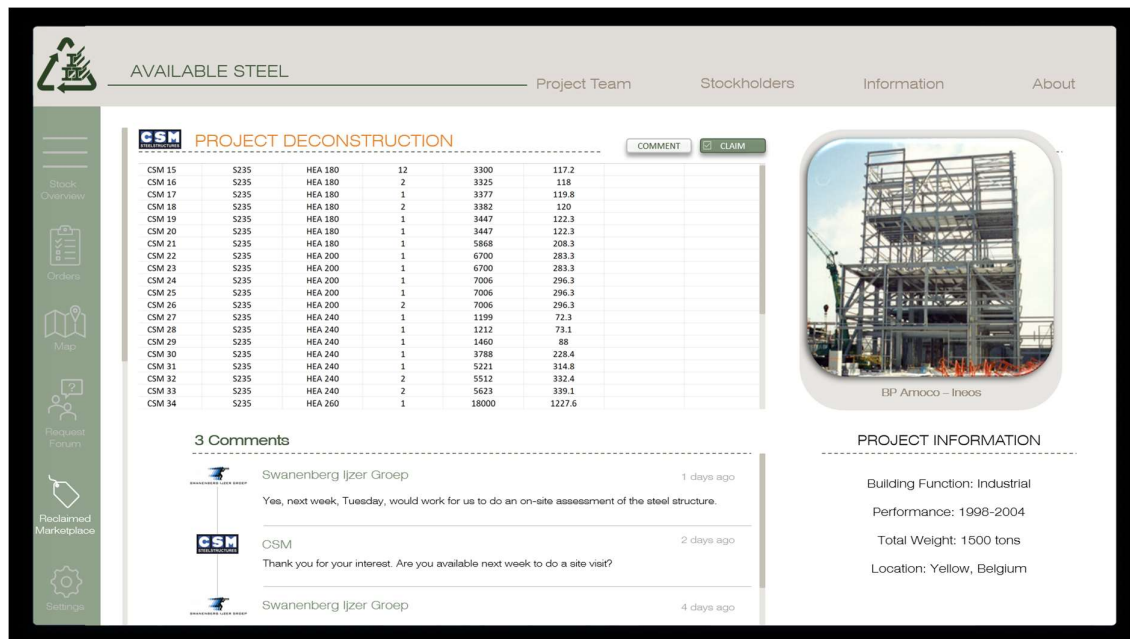 AVAILABLE STEEL
Project Team
Stockholders
Information
About
Stock
Overview
Orders
Map
Request
Forum
Reclaimed
Marketplace
Settings
CSM
STEELSTRUCTURES
PROJECT DECONSTRUCTION
COMMENT
CLAIM
CSM 15 S235 HEA 180 12 3300 117.2
CSM 16 S235 HEA 180 2 3325 118
CSM 17 S235 HEA 180 1 3377 119.8
CSM 18 S235 HEA 180 2 3382 120
CSM 19 S235 HEA 180 1 3447 122.3
CSM 20 S235 HEA 180 1 3447 122.3
CSM 21 S235 HEA 180 1 5868 208.3
CSM 22 S235 HEA 200 1 6700 283.3
CSM 23 S235 HEA 200 1 6700 283.3
CSM 24 S235 HEA 200 1 7006 296.3
CSM 25 S235 HEA 200 1 7006 296.3
CSM 26 S235 HEA 200 2 7006 296.3
CSM 27 S235 HEA 240 1 1199 72.3
CSM 28 S235 HEA 240 1 1212 73.1
CSM 29 S235 HEA 240 1 1460 88
CSM 30 S235 HEA 240 1 3788 228.4
CSM 31 S235 HEA 240 1 5221 314.8
CSM 32 S235 HEA 240 2 5512 332.4
CSM 33 S235 HEA 240 2 5623 339.1
CSM 34 S235 HEA 260 1 18000 1227.6
3 Comments
SWANENBERG IJZER GROEP
Swanenberg Ijzer Groep
1 days ago
Yes, next week, Tuesday, would work for us to do an on-site assessment of the steel structure.
CSM
STEELSTRUCTURES
CSM
2 days ago
Thank you for your interest. Are you available next week to do a site visit?
SWANENBERG IJZER GROEP
Swanenberg Ijzer Groep
4 days ago
BP Amoco – Ineos
PROJECT INFORMATION
Building Function: Industrial
Performance: 1998-2004
Total Weight: 1500 tons
Location: Yellow, Belgium